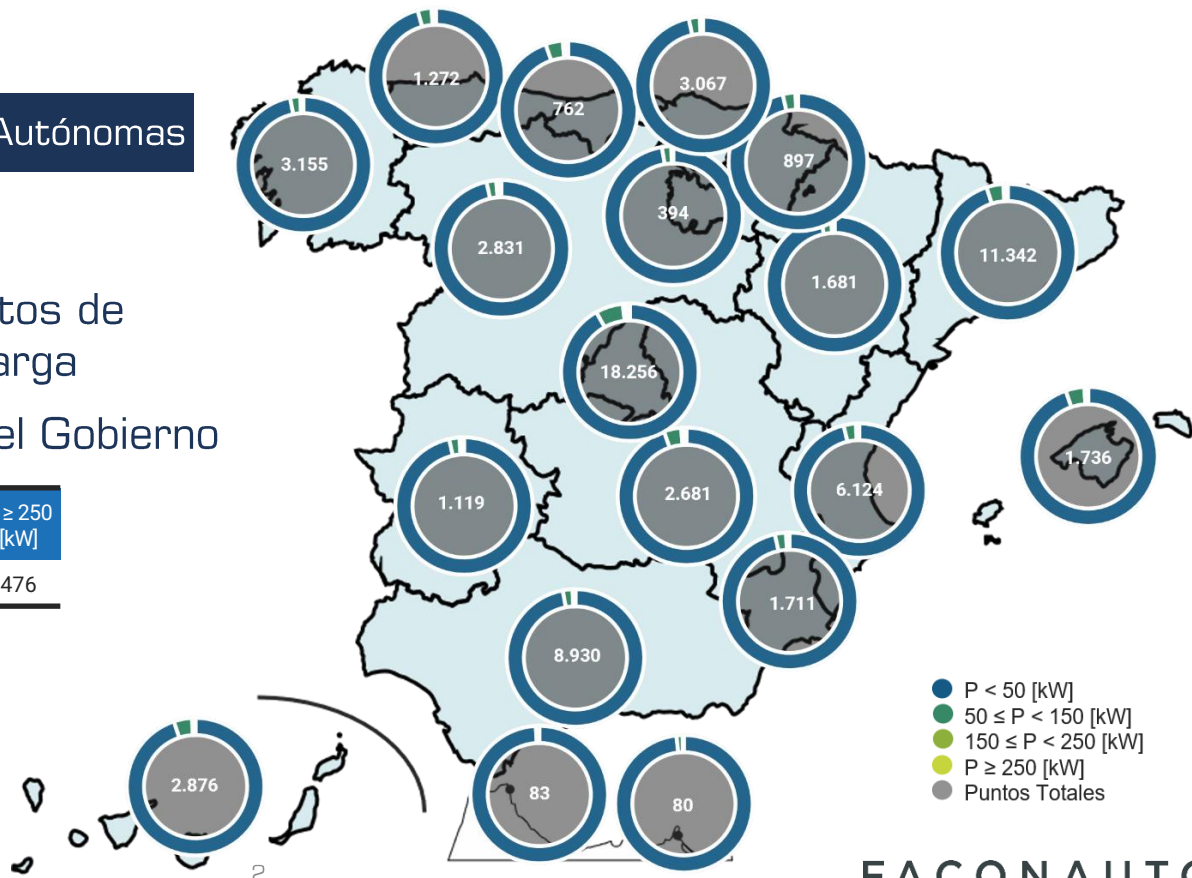 Autónomas
tos de
arga
el Gobierno
≥ 250
[kW]
476
1.272
762
3.067
3.155
897
394
2.831
11.342
1.681
18.256
1.736
1.119
2.681
6.124
1.711
8.930
2.876
83
80
P < 50 [kW]
50 ≤ P < 150 [kW]
150 ≤ P < 250 [kW]
P ≥ 250 [kW]
Puntos Totales
FACONAUTO